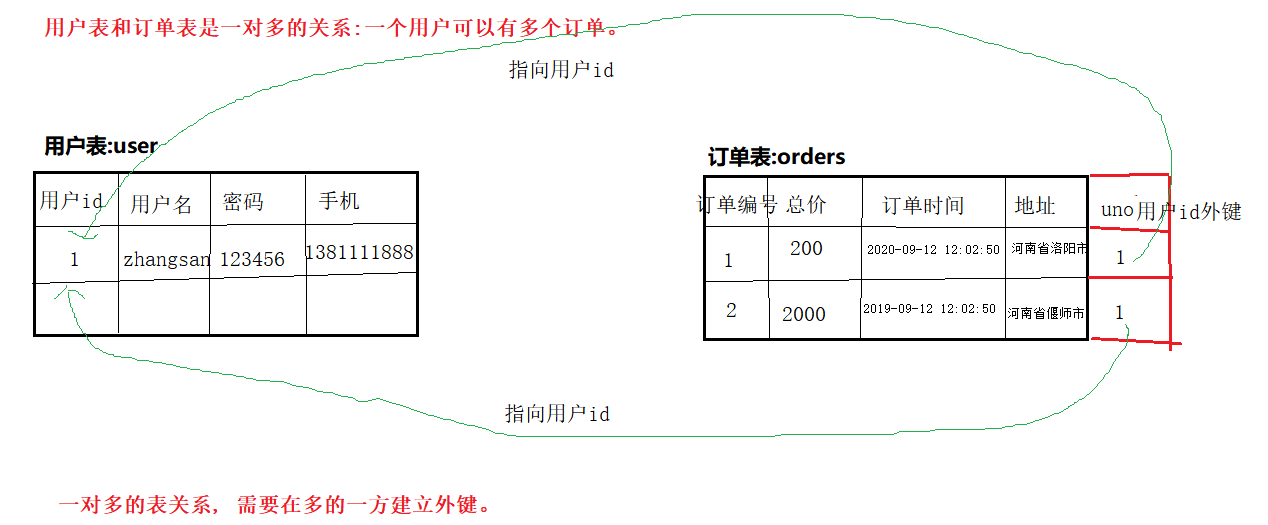 用户表和订单表是一对多的关系:一个用户可以有多个订单。
指向用户id
用户表:user
用户id 用户名 密码 手机
1 zhangsan 123456 1381111888
订单表:orders
订单编号 总价 订单时间 地址 uno用户id外键
1 200 2020-09-12 12:02:50 河南省洛阳市 1
2 2000 2019-09-12 12:02:50 河南省偃师市 1
指向用户id
一对多的表关系, 需要在多的一方建立外键。